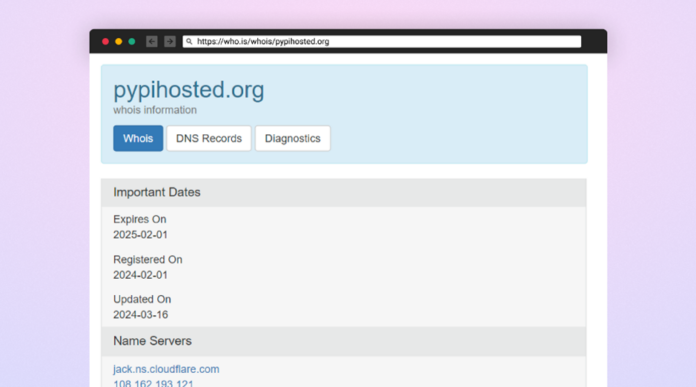 https://who.is/whois/pypihosted.org
pypihosted.org
whois information
Whois DNS Records Diagnostics
Important Dates
Expires On
2025-02-01
Registered On
2024-02-01
Updated On
2024-03-16
Name Servers
jack.ns.cloudflare.com
108.162.193.121